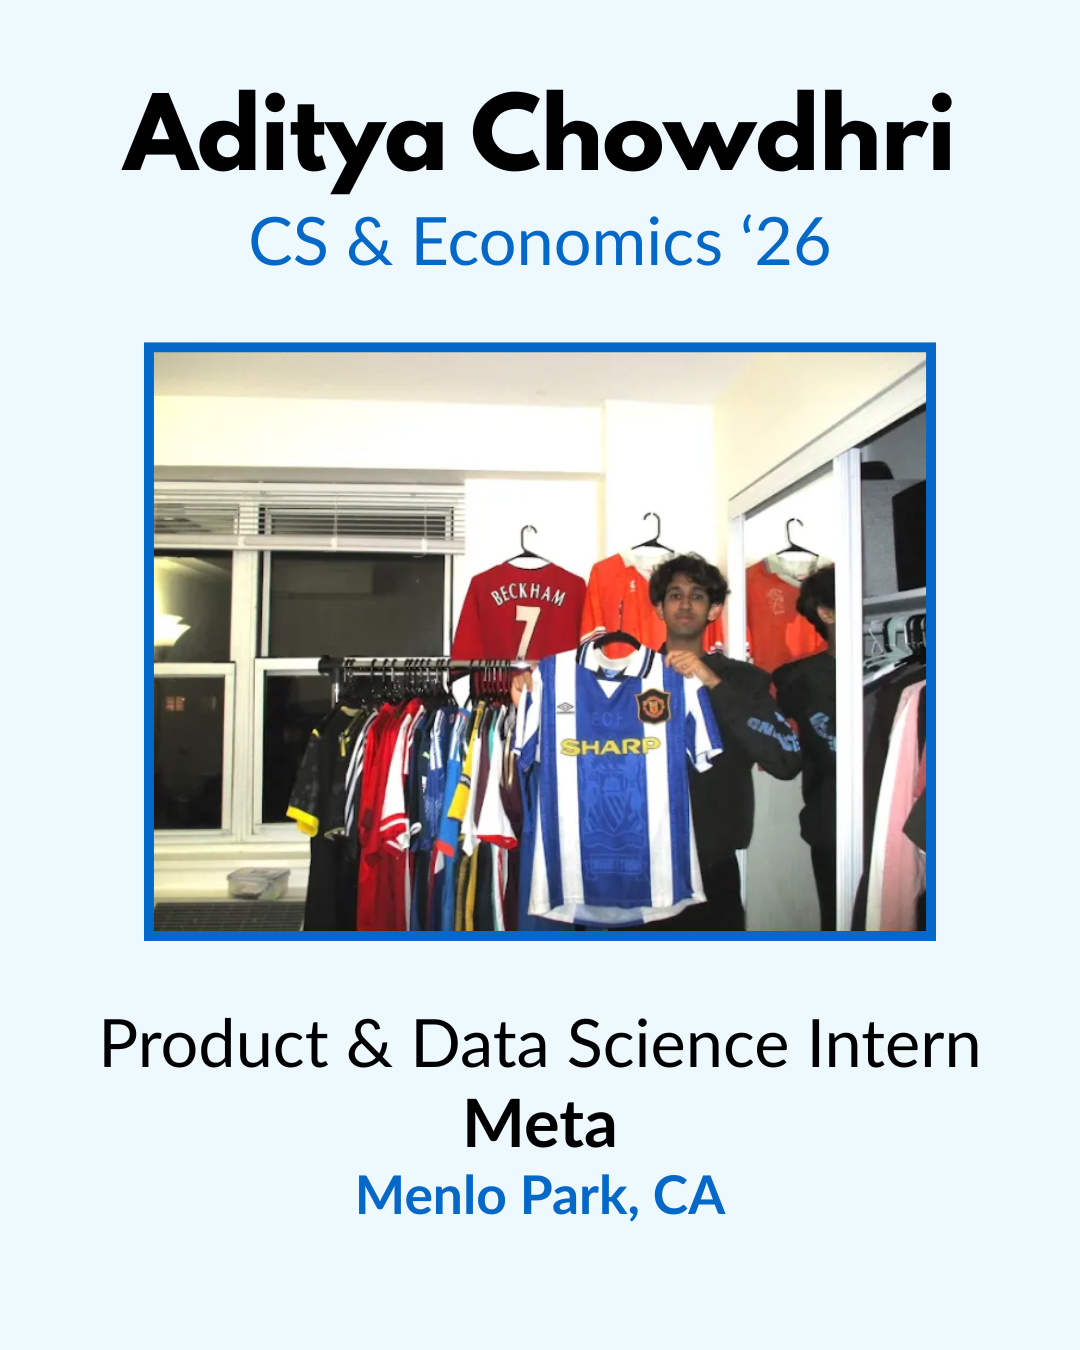 Aditya Chowdhri
CS & Economics ‘26
BECKHAM
7
SHARP
Product & Data Science Intern
Meta
Menlo Park, CA